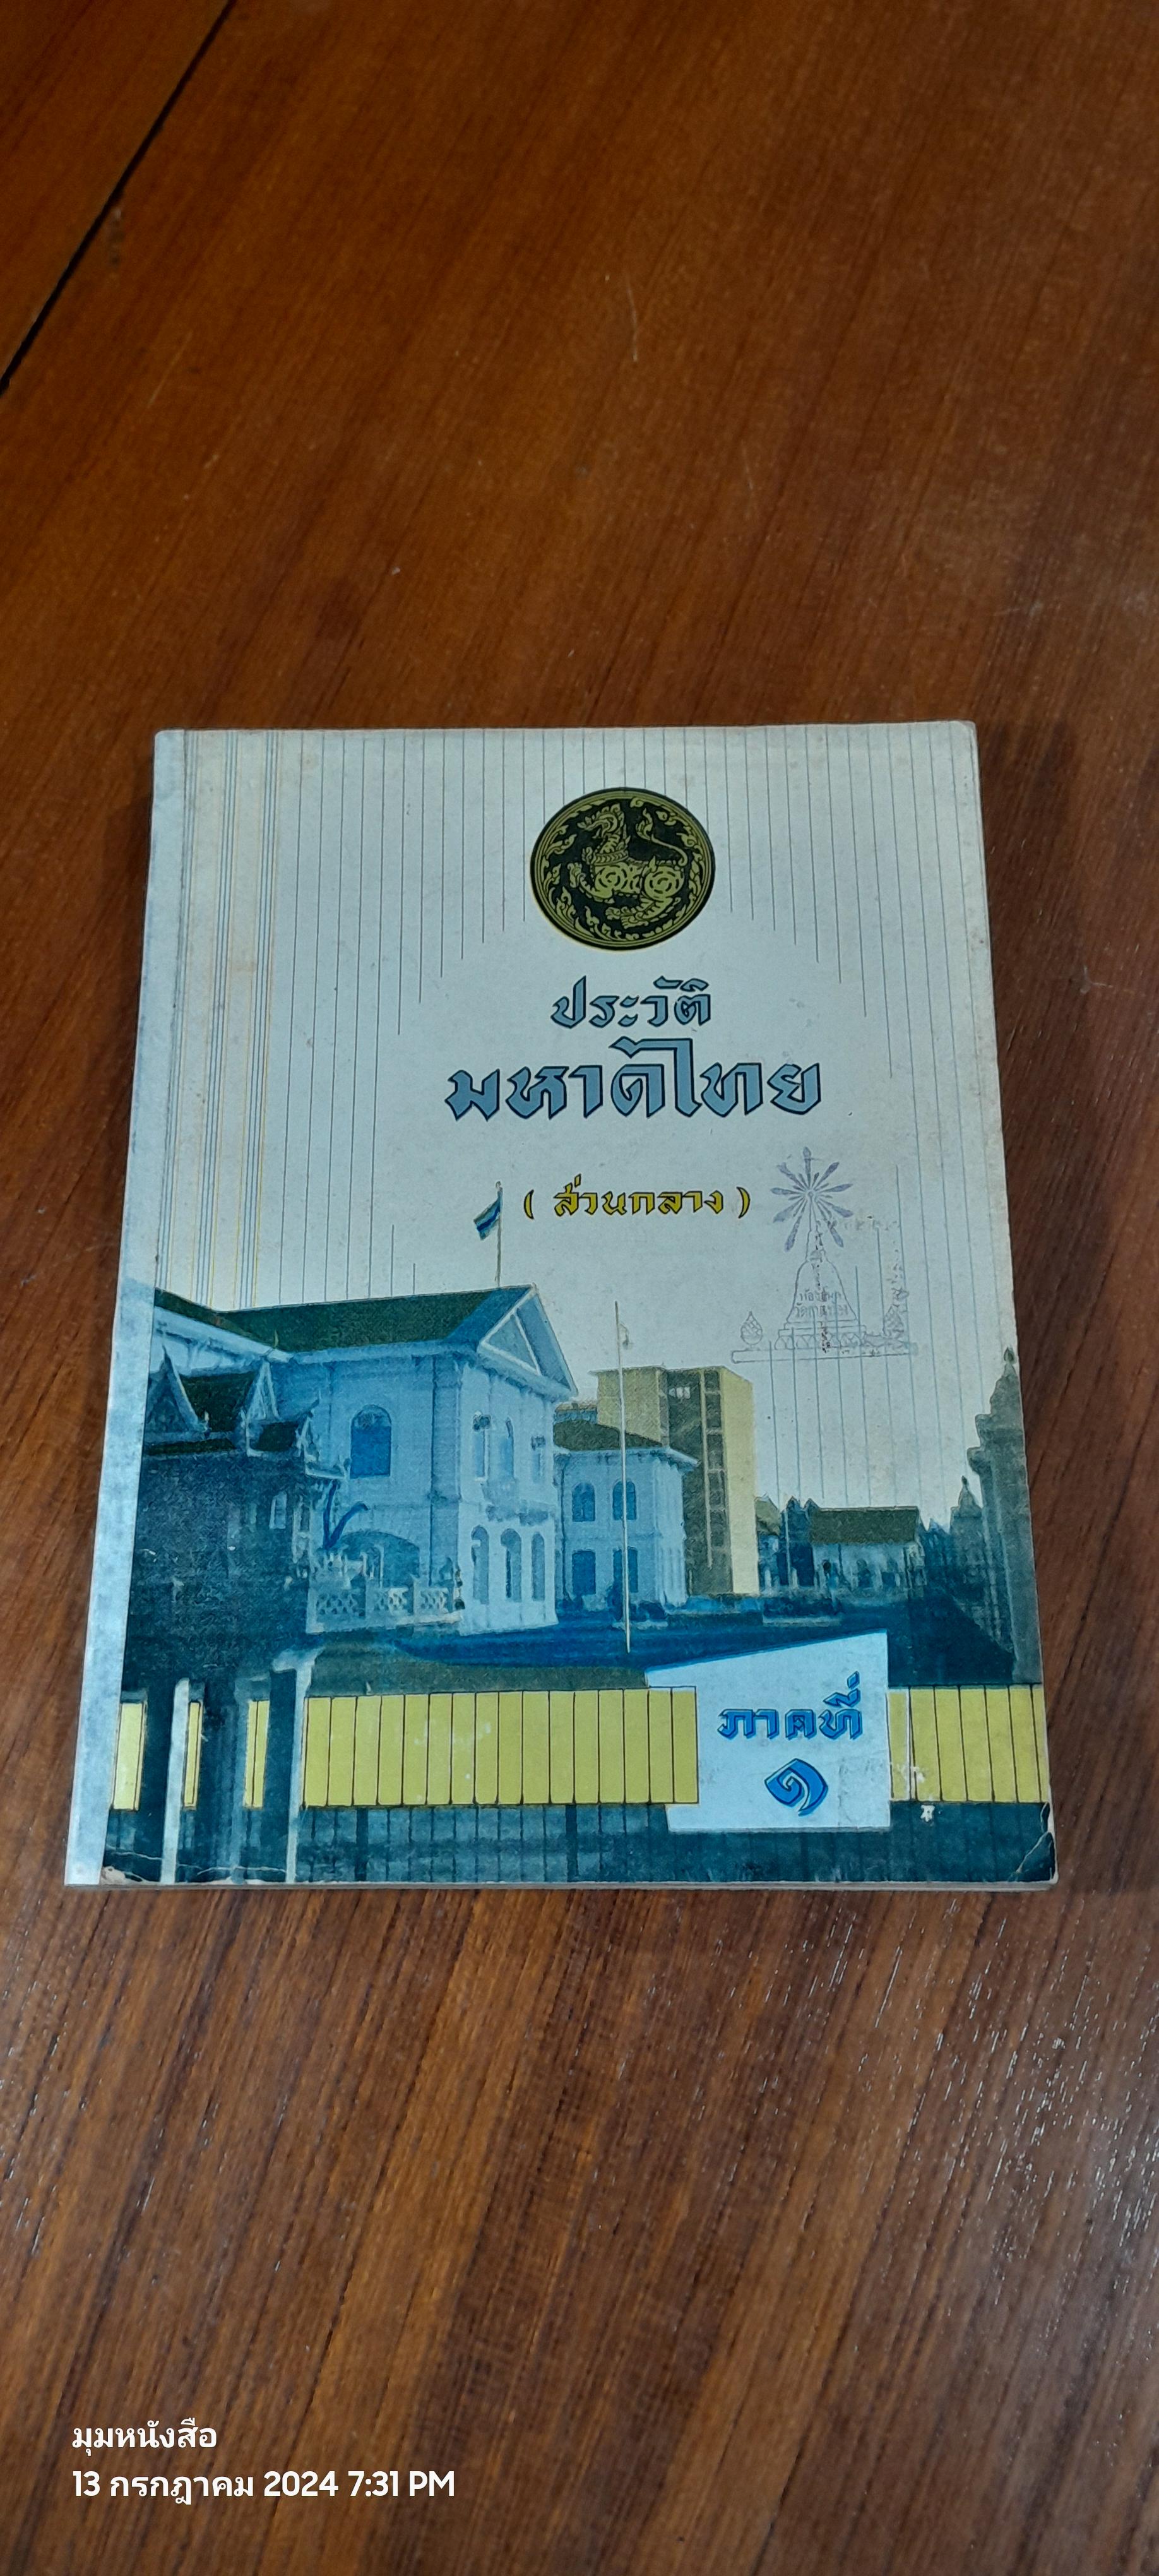 ประวัติ
มหาดไทย
( ส่วนกลาง )
ภาคที่
๑
มุมหนังสือ
13 กรกฎาคม 2024 7:31 PM